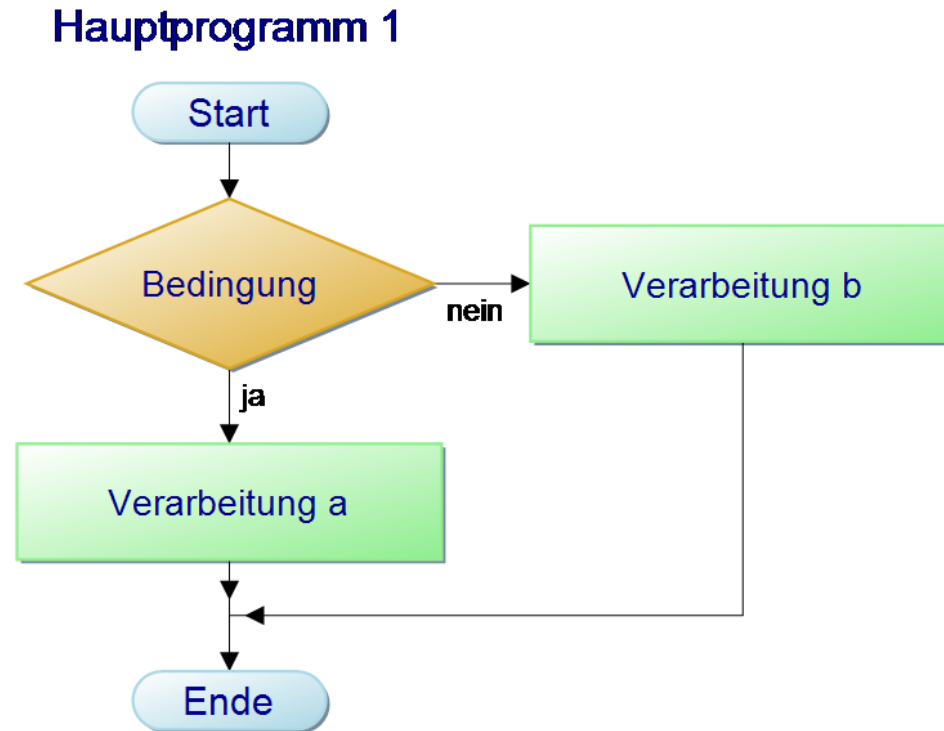 Hauptprogramm 1
Start
Bedingung
nein
Verarbeitung b
ja
Verarbeitung a
Ende